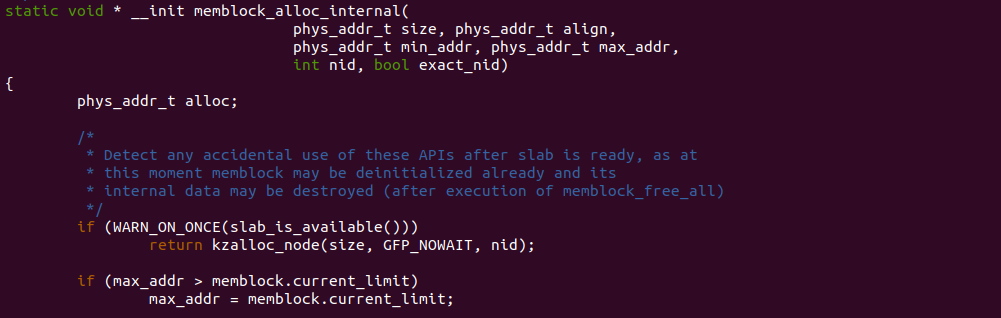 static void * __init memblock_alloc_internal(
                                phys_addr_t size, phys_addr_t align,
                                phys_addr_t min_addr, phys_addr_t max_addr,
                                int nid, bool exact_nid)
{
        phys_addr_t alloc;

        /*
         * Detect any accidental use of these APIs after slab is ready, as at
         * this moment memblock may be deinitialized already and its
         * internal data may be destroyed (after execution of memblock_free_all)
         */
        if (WARN_ON_ONCE(slab_is_available()))
                return kzalloc_node(size, GFP_NOWAIT, nid);

        if (max_addr > memblock.current_limit)
                max_addr = memblock.current_limit;